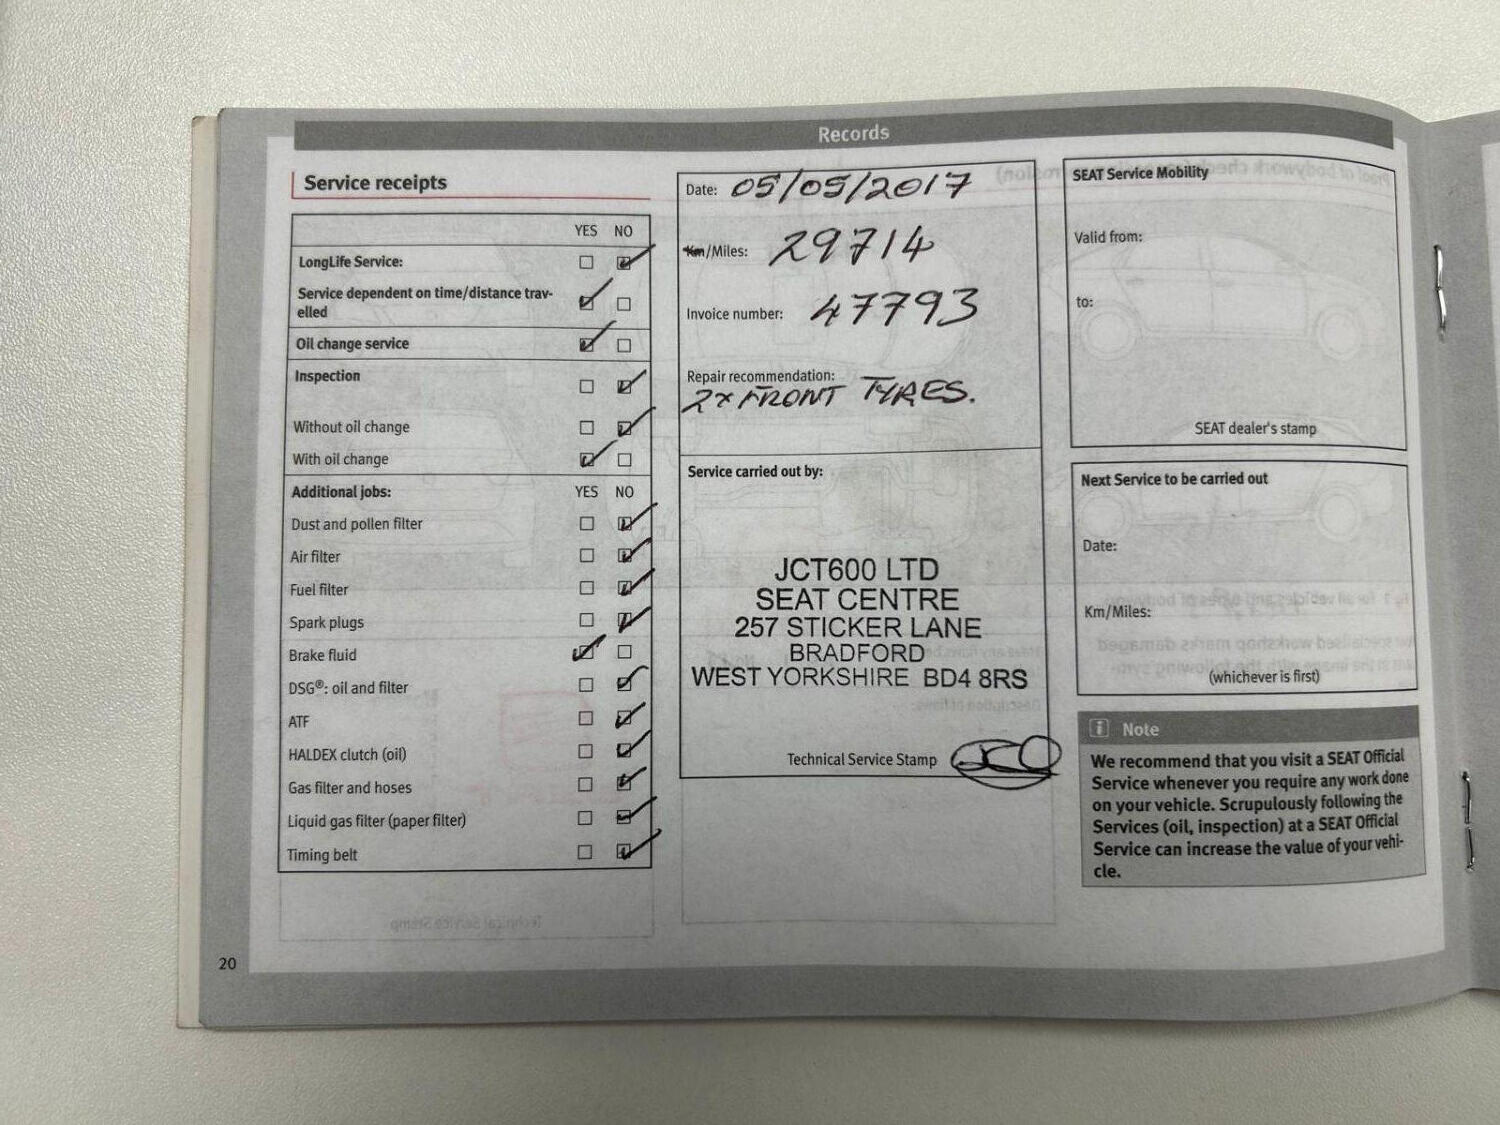 Records
Service receipts
YES NO
LongLife Service:
Service dependent on time/distance trav-
elled
Oil change service
Inspection
Without oil change
With oil change
Additional jobs: YES NO
Dust and pollen filter
Air filter
Fuel filter
Spark plugs
Brake fluid
DSG®: oil and filter
ATF
HALDEX clutch (oil)
Gas filter and hoses
Liquid gas filter (paper filter)
Timing belt
Date: 05/05/2017
Km/Miles: 29714
Invoice number: 47793
Repair recommendation:
2x FRONT TYRES.
Service carried out by:
JCT600 LTD
SEAT CENTRE
257 STICKER LANE
BRADFORD
WEST YORKSHIRE BD4 8RS
Technical Service Stamp
SEAT Service Mobility
Valid from:
to:
SEAT dealer's stamp
Next Service to be carried out
Date:
Km/Miles:
(whichever is first)
i Note
We recommend that you visit a SEAT Official
Service whenever you require any work done
on your vehicle. Scrupulously following the
Services (oil, inspection) at a SEAT Official
Service can increase the value of your vehi-
cle.
20